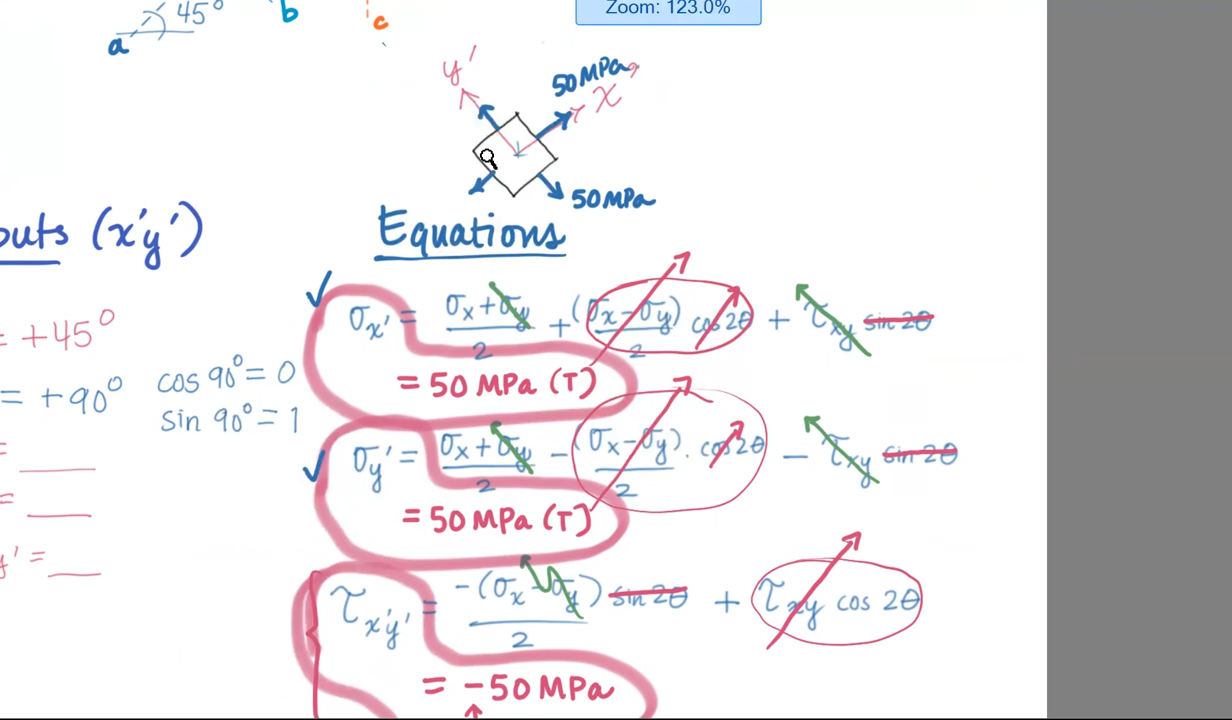 Zoom: 123.0%
45°
a
b
c
y'
50 MPa
x
50 MPa
outs (x'y')
Equations
σx' = σx + σy / 2 + (σx - σy) / 2 cos 2θ + τxy sin 2θ
= +45°
= 50 MPa (T)
= +90°
cos 90° = 0
sin 90° = 1
σy' = σx + σy / 2 - (σx - σy) / 2 . cos 2θ - τxy sin 2θ
= 50 MPa (T)
=
=
y' =
τx'y' = -(σx - σy) / 2 sin 2θ + τxy cos 2θ
= -50 MPa